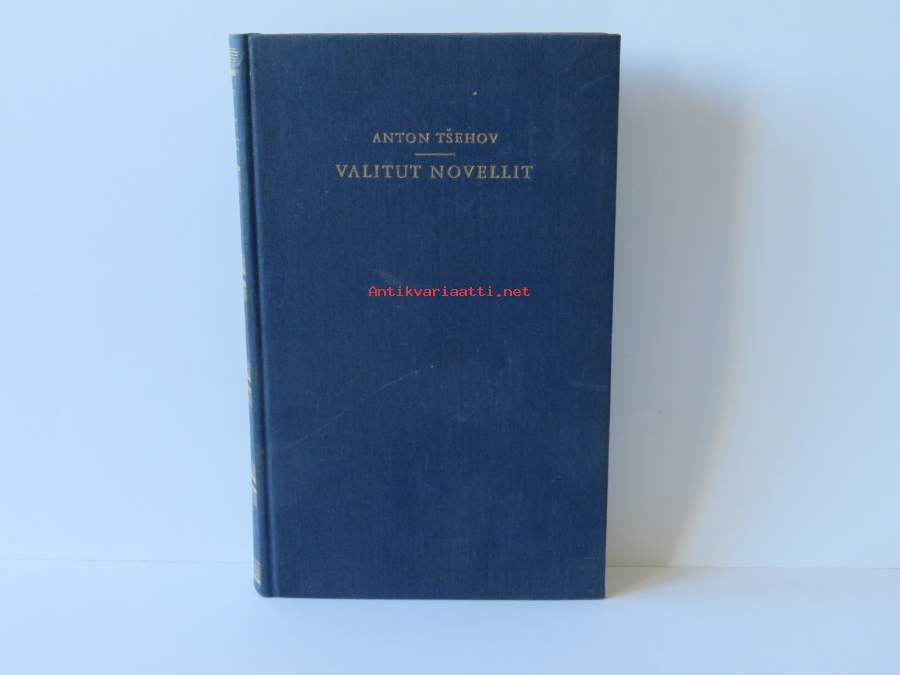 ANTON TŠEHOV
VALITUT NOVELLIT
Antikvariaatti.net